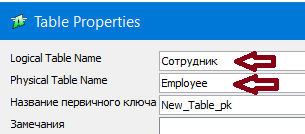 Table Properties
Logical Table Name Сотрудник
Physical Table Name Employee
Название первичного ключа New_Table_pk
Замечания